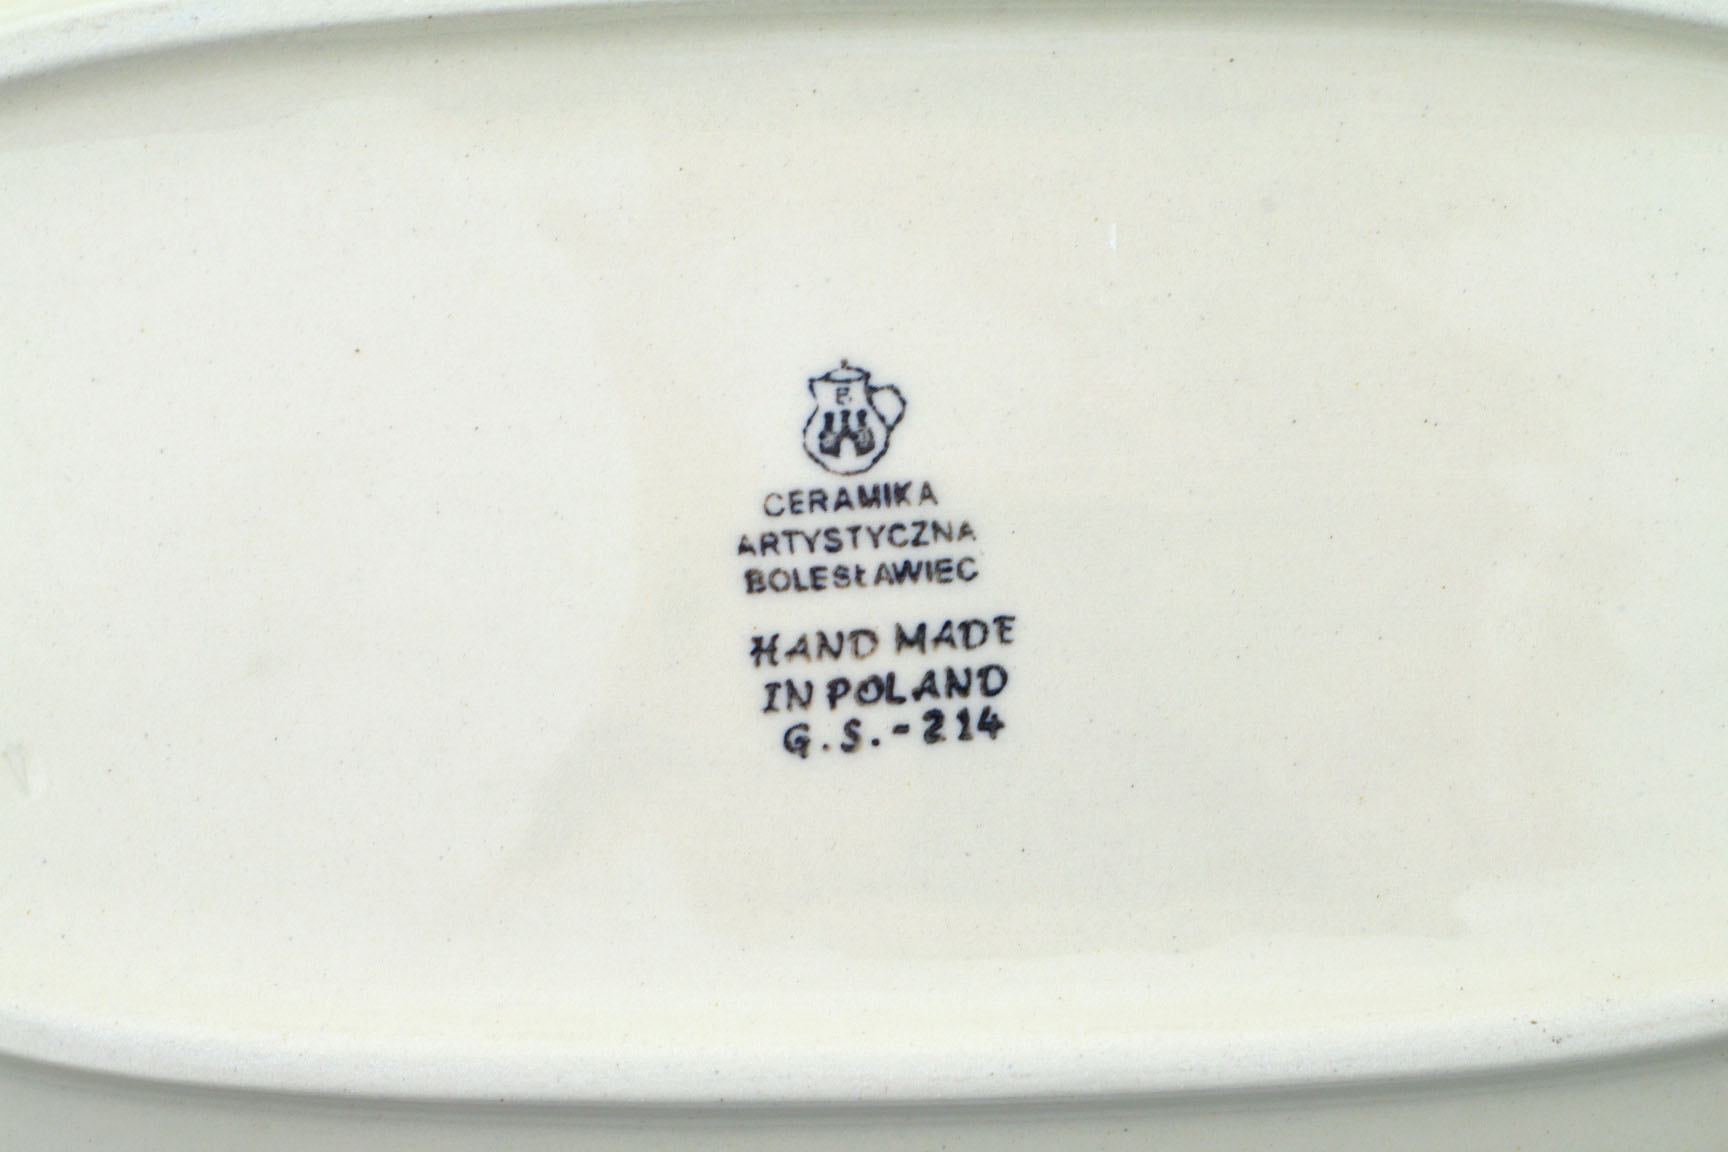 B
CERAMIKA
ARTYSTYCZNA
BOLESŁAWIEC
HAND MADE
IN POLAND
G.S.-214